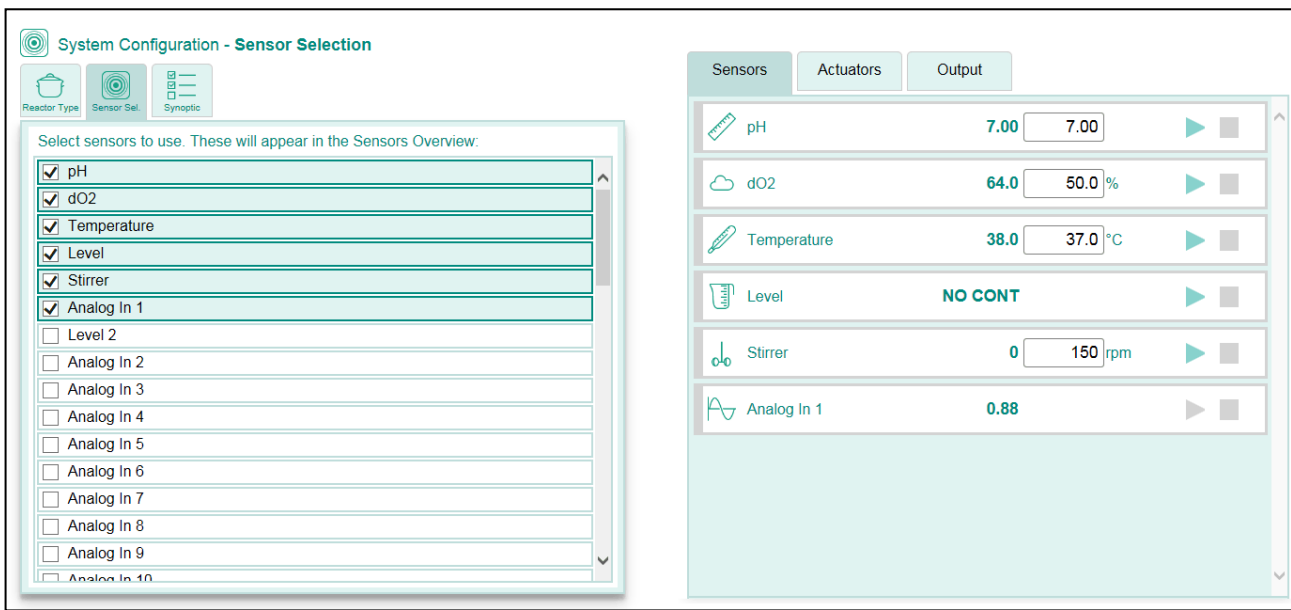 System Configuration - Sensor Selection
Reactor Type
Sensor Sel.
Synoptic
Select sensors to use. These will appear in the Sensors Overview:
pH
dO2
Temperature
Level
Stirrer
Analog In 1
Level 2
Analog In 2
Analog In 3
Analog In 4
Analog In 5
Analog In 6
Analog In 7
Analog In 8
Analog In 9
Analog In 10
Sensors Actuators Output
pH 7.00 7.00
dO2 64.0 50.0 %
Temperature 38.0 37.0 °C
Level NO CONT
Stirrer 0 150 rpm
Analog In 1 0.88